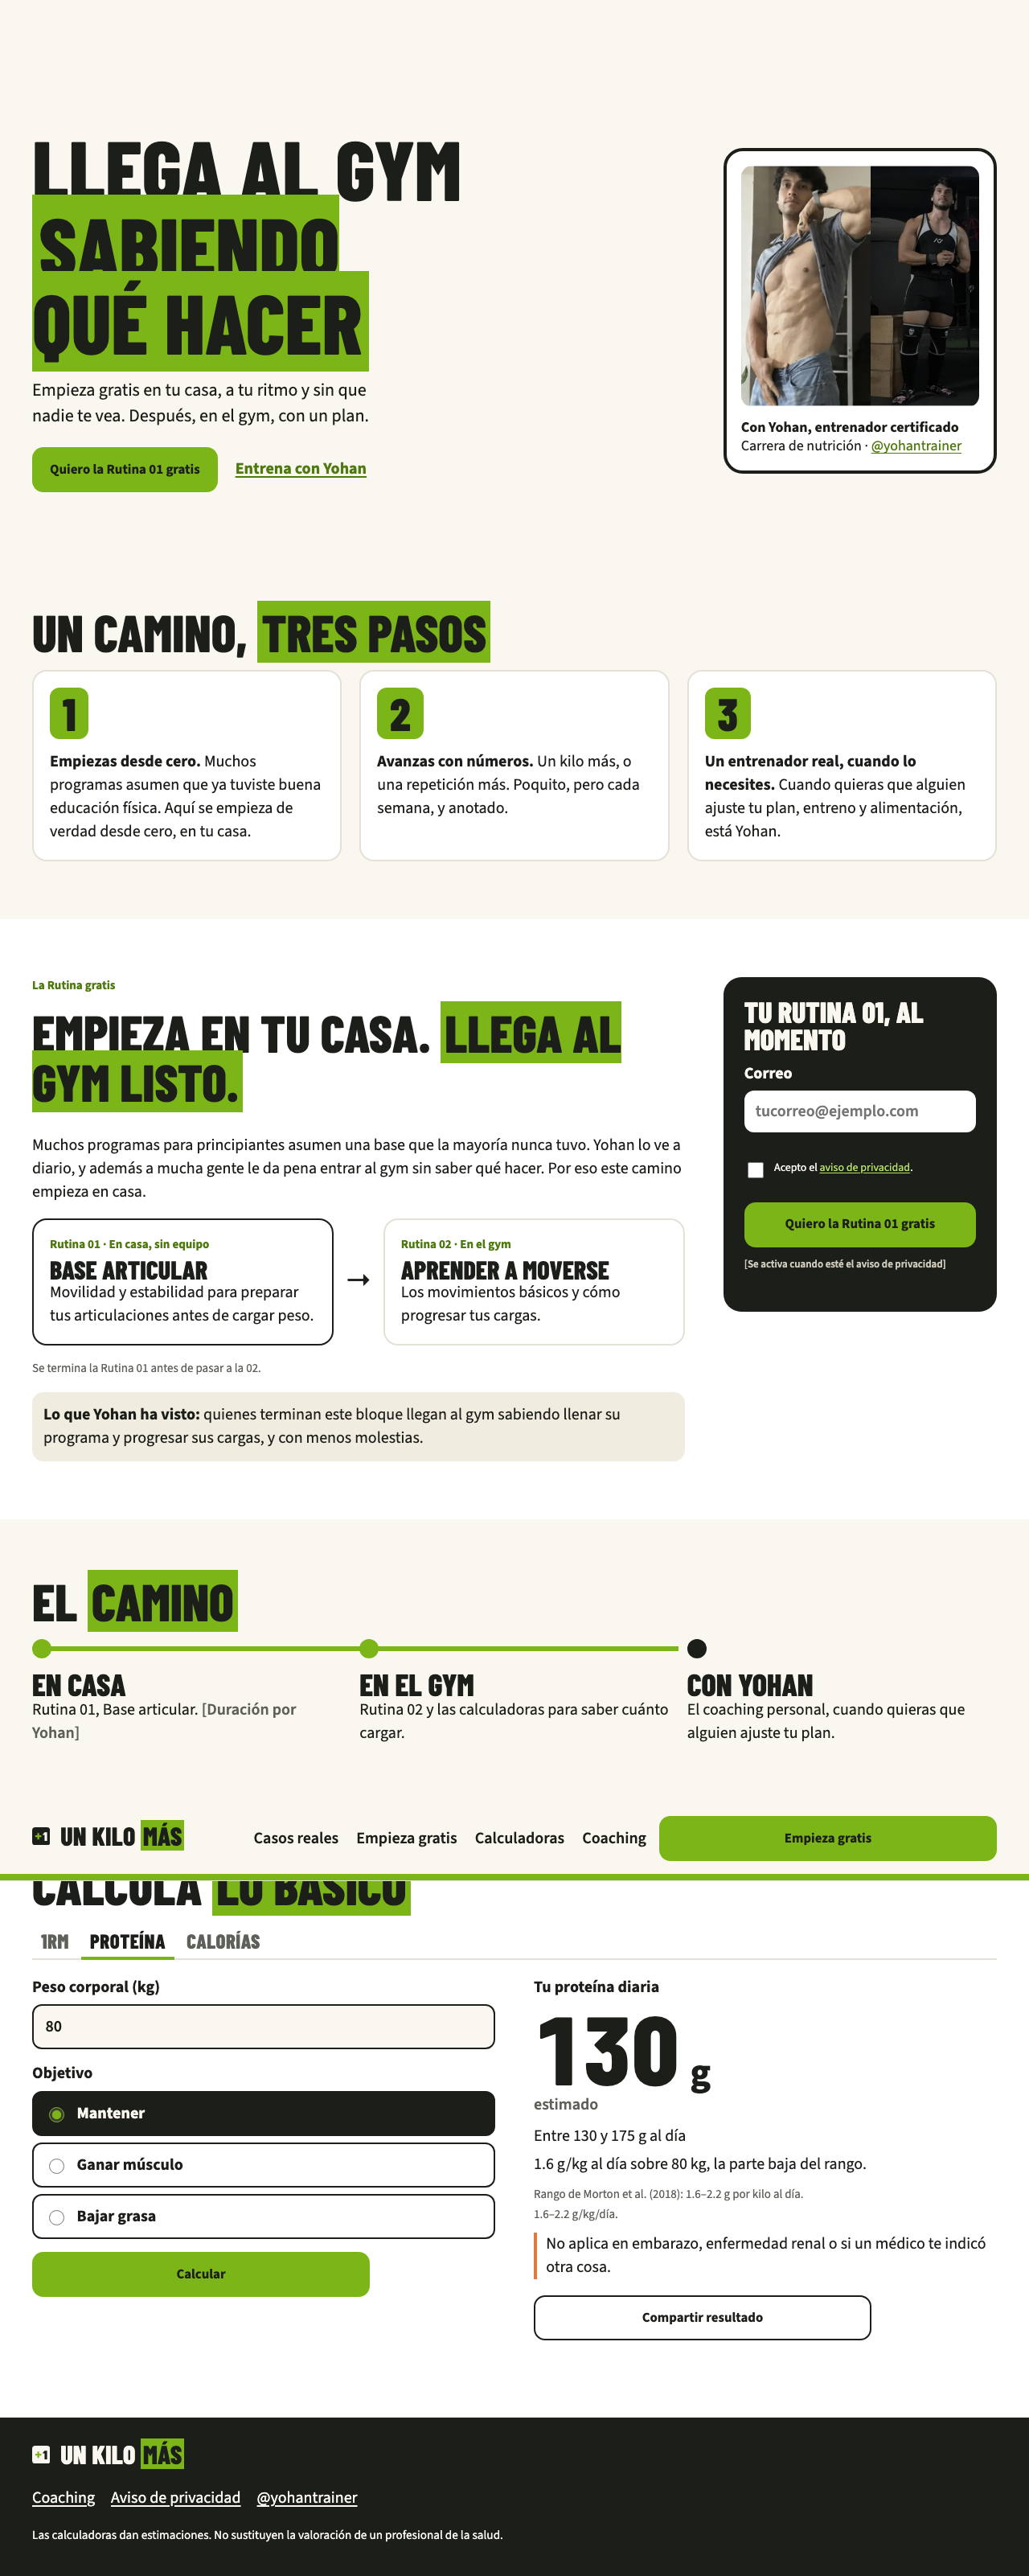 LLEGA AL GYM
SABIENDO
QUÉ HACER
Empieza gratis en tu casa, a tu ritmo y sin que
nadie te vea. Después, en el gym, con un plan.
Quiero la Rutina 01 gratis
Entrena con Yohan
Con Yohan, entrenador certificado
Carrera de nutrición · @yohantrainer
UN CAMINO, TRES PASOS
1
Empiezas desde cero. Muchos
programas asumen que ya tuviste buena
educación física. Aquí se empieza de
verdad desde cero, en tu casa.
2
Avanzas con números. Un kilo más, o
una repetición más. Poquito, pero cada
semana, y anotado.
3
Un entrenador real, cuando lo
necesites. Cuando quieras que alguien
ajuste tu plan, entreno y alimentación,
está Yohan.
La Rutina gratis
EMPIEZA EN TU CASA. LLEGA AL
GYM LISTO.
Muchos programas para principiantes asumen una base que la mayoría nunca tuvo. Yohan lo ve a
diario, y además a mucha gente le da pena entrar al gym sin saber qué hacer. Por eso este camino
empieza en casa.
Rutina 01 · En casa, sin equipo
BASE ARTICULAR
Movilidad y estabilidad para preparar
tus articulaciones antes de cargar peso.
→
Rutina 02 · En el gym
APRENDER A MOVERSE
Los movimientos básicos y cómo
progresar tus cargas.
Se termina la Rutina 01 antes de pasar a la 02.
Lo que Yohan ha visto: quienes terminan este bloque llegan al gym sabiendo llenar su
programa y progresar sus cargas, y con menos molestias.
TU RUTINA 01, AL
MOMENTO
Correo
tucorreo@ejemplo.com
Acepto el aviso de privacidad.
Quiero la Rutina 01 gratis
[Se activa cuando esté el aviso de privacidad]
EL CAMINO
EN CASA
Rutina 01, Base articular. [Duración por
Yohan]
EN EL GYM
Rutina 02 y las calculadoras para saber cuánto
cargar.
CON YOHAN
El coaching personal, cuando quieras que
alguien ajuste tu plan.
+1 UN KILO MÁS
Casos reales
Empieza gratis
Calculadoras
Coaching
Empieza gratis
CALCULA LO BÁSICO
1RM
PROTEÍNA
CALORÍAS
Peso corporal (kg)
80
Objetivo
Mantener
Ganar músculo
Bajar grasa
Calcular
Tu proteína diaria
130 g
estimado
Entre 130 y 175 g al día
1.6 g/kg al día sobre 80 kg, la parte baja del rango.
Rango de Morton et al. (2018): 1.6–2.2 g por kilo al día.
1.6–2.2 g/kg/día.
No aplica en embarazo, enfermedad renal o si un médico te indicó
otra cosa.
Compartir resultado
+1 UN KILO MÁS
Coaching
Aviso de privacidad
@yohantrainer
Las calculadoras dan estimaciones. No sustituyen la valoración de un profesional de la salud.